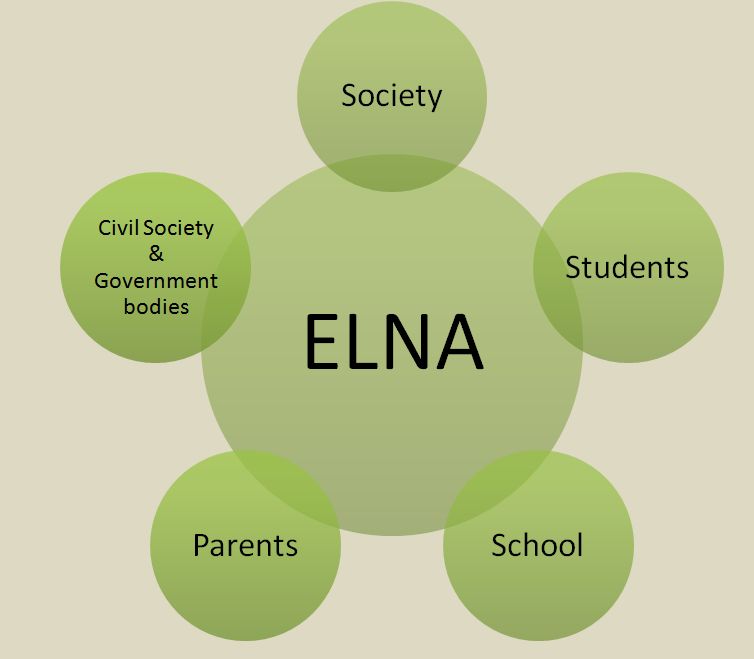 Society
Civil Society
&
Government
bodies
Students
ELNA
Parents
School